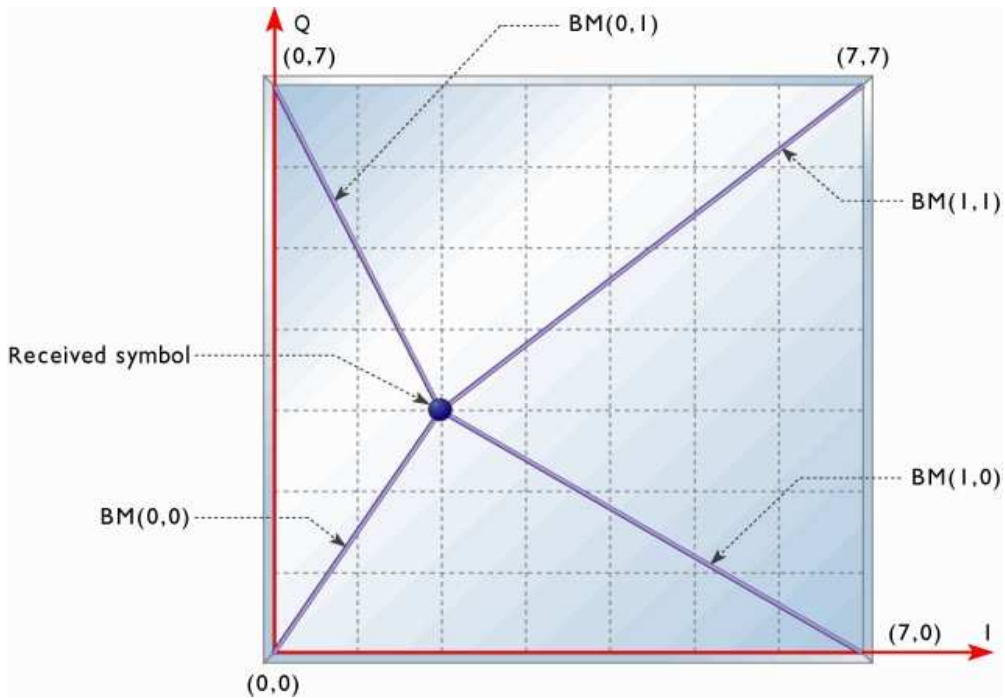 Q
BM(0,1)
(0,7)
(7,7)
BM(1,1)
Received symbol
BM(1,0)
BM(0,0)
(7,0)
I
(0,0)